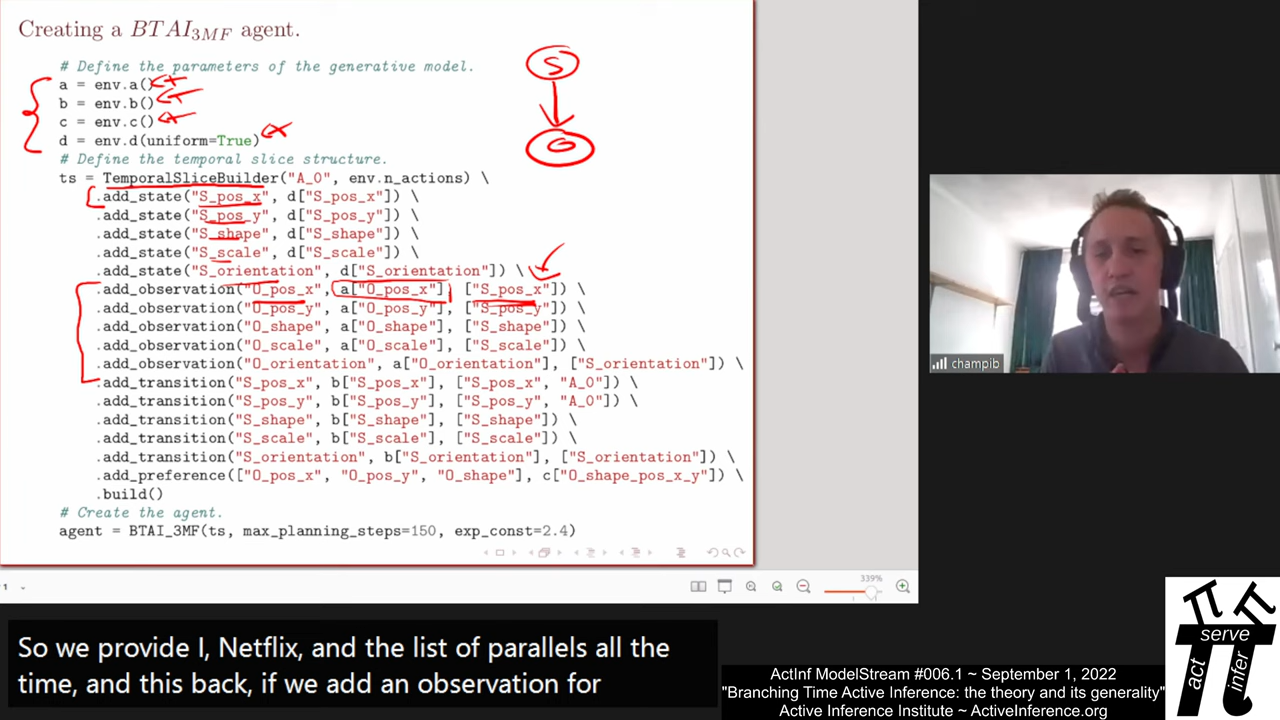 Creating a BTAI3MF agent.
# Define the parameters of the generative model.
a = env.a()
b = env.b()
c = env.c()
d = env.d(uniform=True)
# Define the temporal slice structure.
ts = TemporalSliceBuilder("A_0", env.n_actions) \
.add_state("S_pos_x", d["S_pos_x"]) \
.add_state("S_pos_y", d["S_pos_y"]) \
.add_state("S_shape", d["S_shape"]) \
.add_state("S_scale", d["S_scale"]) \
.add_state("S_orientation", d["S_orientation"]) \
.add_observation("O_pos_x", a["O_pos_x"], ["S_pos_x"]) \
.add_observation("O_pos_y", a["O_pos_y"], ["S_pos_y"]) \
.add_observation("O_shape", a["O_shape"], ["S_shape"]) \
.add_observation("O_scale", a["O_scale"], ["S_scale"]) \
.add_observation("O_orientation", a["O_orientation"], ["S_orientation"]) \
.add_transition("S_pos_x", b["S_pos_x"], ["S_pos_x", "A_0"]) \
.add_transition("S_pos_y", b["S_pos_y"], ["S_pos_y", "A_0"]) \
.add_transition("S_shape", b["S_shape"], ["S_shape"]) \
.add_transition("S_scale", b["S_scale"], ["S_scale"]) \
.add_transition("S_orientation", b["S_orientation"], ["S_orientation"]) \
.add_preference(["O_pos_x", "O_pos_y", "O_shape"], c["O_shape_pos_x_y"]) \
.build()
# Create the agent.
agent = BTAI_3MF(ts, max_planning_steps=150, exp_const=2.4)
S
O
champib
1
339%
So we provide I, Netflix, and the list of parallels all the
time, and this back, if we add an observation for
ActInf ModelStream #006.1 ~ September 1, 2022
"Branching Time Active Inference: the theory and its generality"
Active Inference Institute ~ ActiveInference.org
serve
act
infer